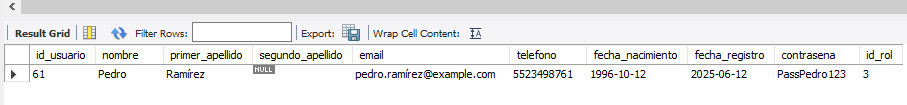 Result Grid Filter Rows: Export: Wrap Cell Content: IA
id_usuario nombre primer_apellido segundo_apellido email telefono fecha_nacimiento fecha_registro contrasena id_rol
61 Pedro Ramírez NULL pedro.ramírez@example.com 5523498761 1996-10-12 2025-06-12 PassPedro123 3